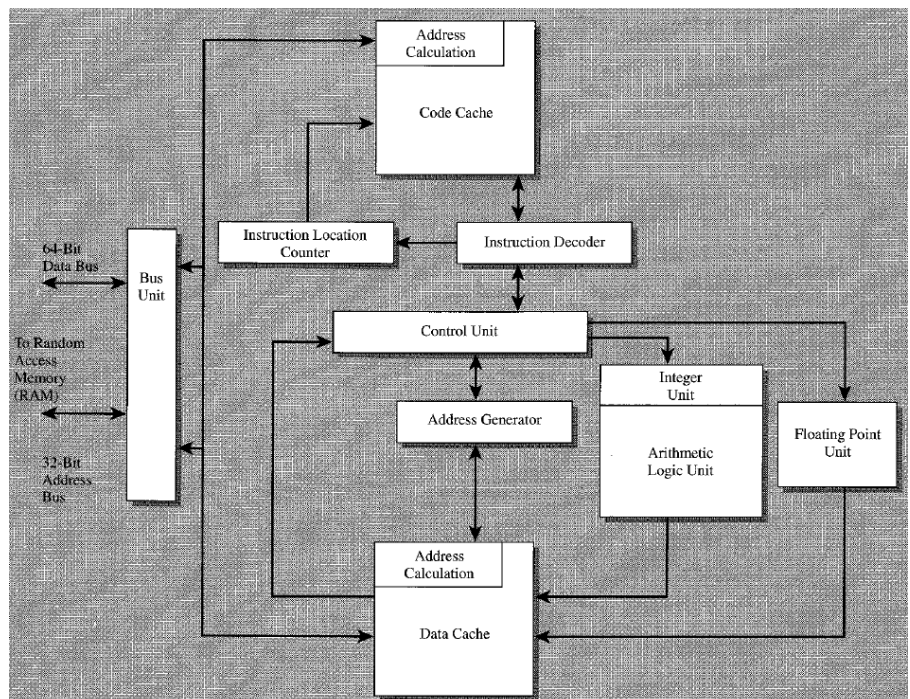 Address
Calculation
Code Cache
Instruction Location
Counter
Instruction Decoder
64-Bit
Data Bus
Bus
Unit
Control Unit
To Random
Access
Memory
(RAM)
Integer
Unit
Address Generator
Arithmetic
Logic Unit
Floating Point
Unit
32-Bit
Address
Bus
Address
Calculation
Data Cache